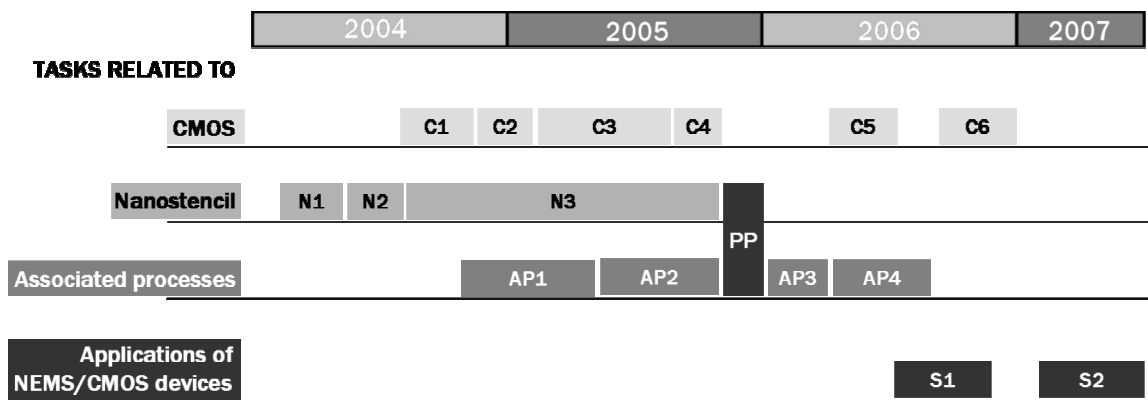 2004 2005 2006 2007
TASKS RELATED TO
CMOS C1 C2 C3 C4 C5 C6
Nanostencil N1 N2 N3
PP
Associated processes AP1 AP2 AP3 AP4
Applications of
NEMS/CMOS devices S1 S2